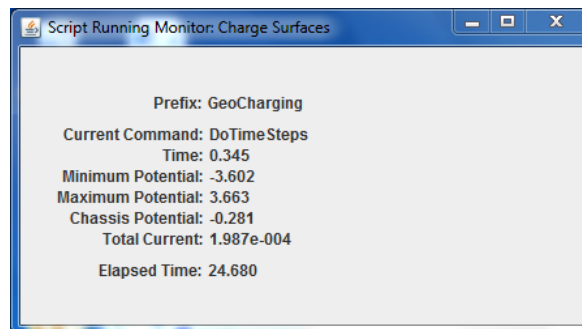 Script Running Monitor: Charge Surfaces
Prefix: GeoCharging
Current Command: DoTimeSteps
Time: 0.345
Minimum Potential: -3.602
Maximum Potential: 3.663
Chassis Potential: -0.281
Total Current: 1.987e-004
Elapsed Time: 24.680